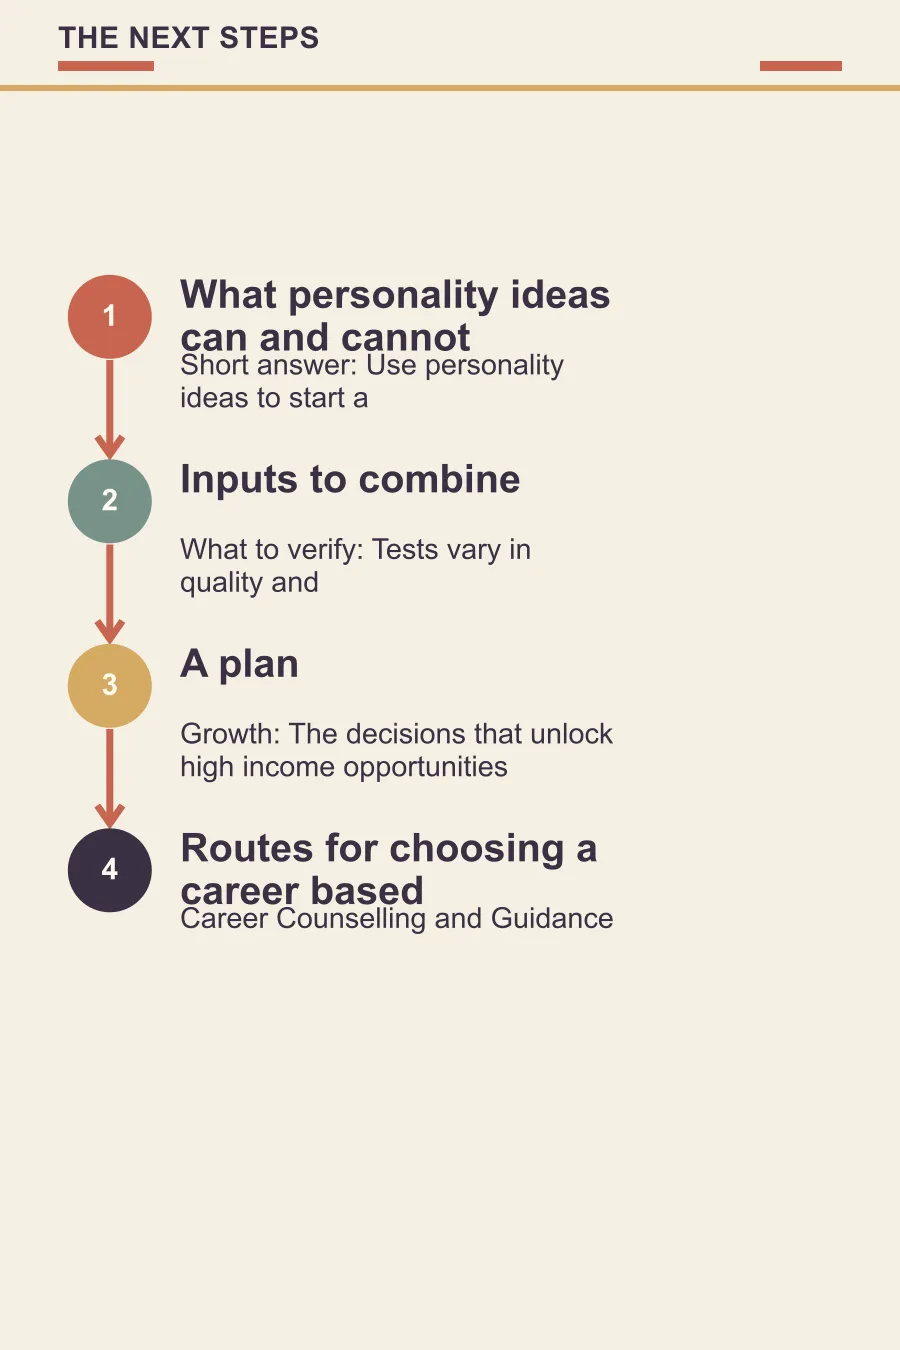 THE NEXT STEPS
1
What personality ideas
can and cannot
Short answer: Use personality
ideas to start a
2
Inputs to combine
What to verify: Tests vary in
quality and
3
A plan
Growth: The decisions that unlock
high income opportunities
4
Routes for choosing a
career based
Career Counselling and Guidance